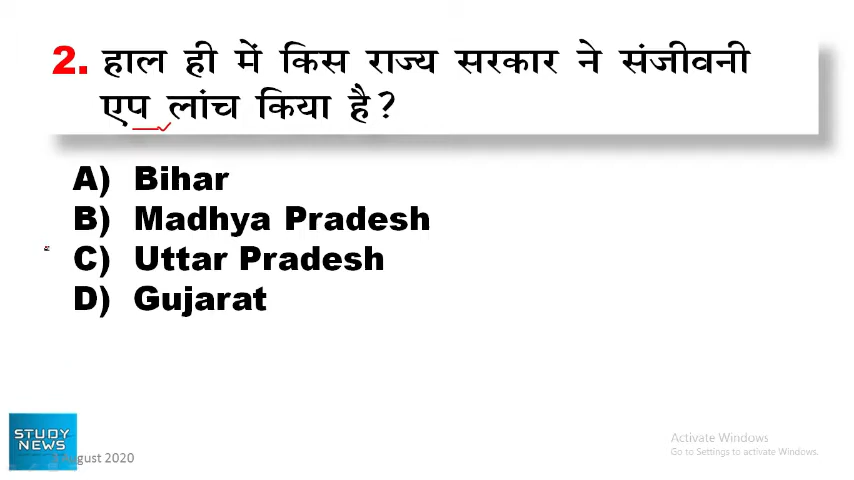 2. हाल ही में किस राज्य सरकार ने संजीवनी
एप लांच किया है?
A) Bihar
B) Madhya Pradesh
C) Uttar Pradesh
D) Gujarat
STUDY
NEWS
August 2020
Activate Windows
Go to Settings to activate Windows.